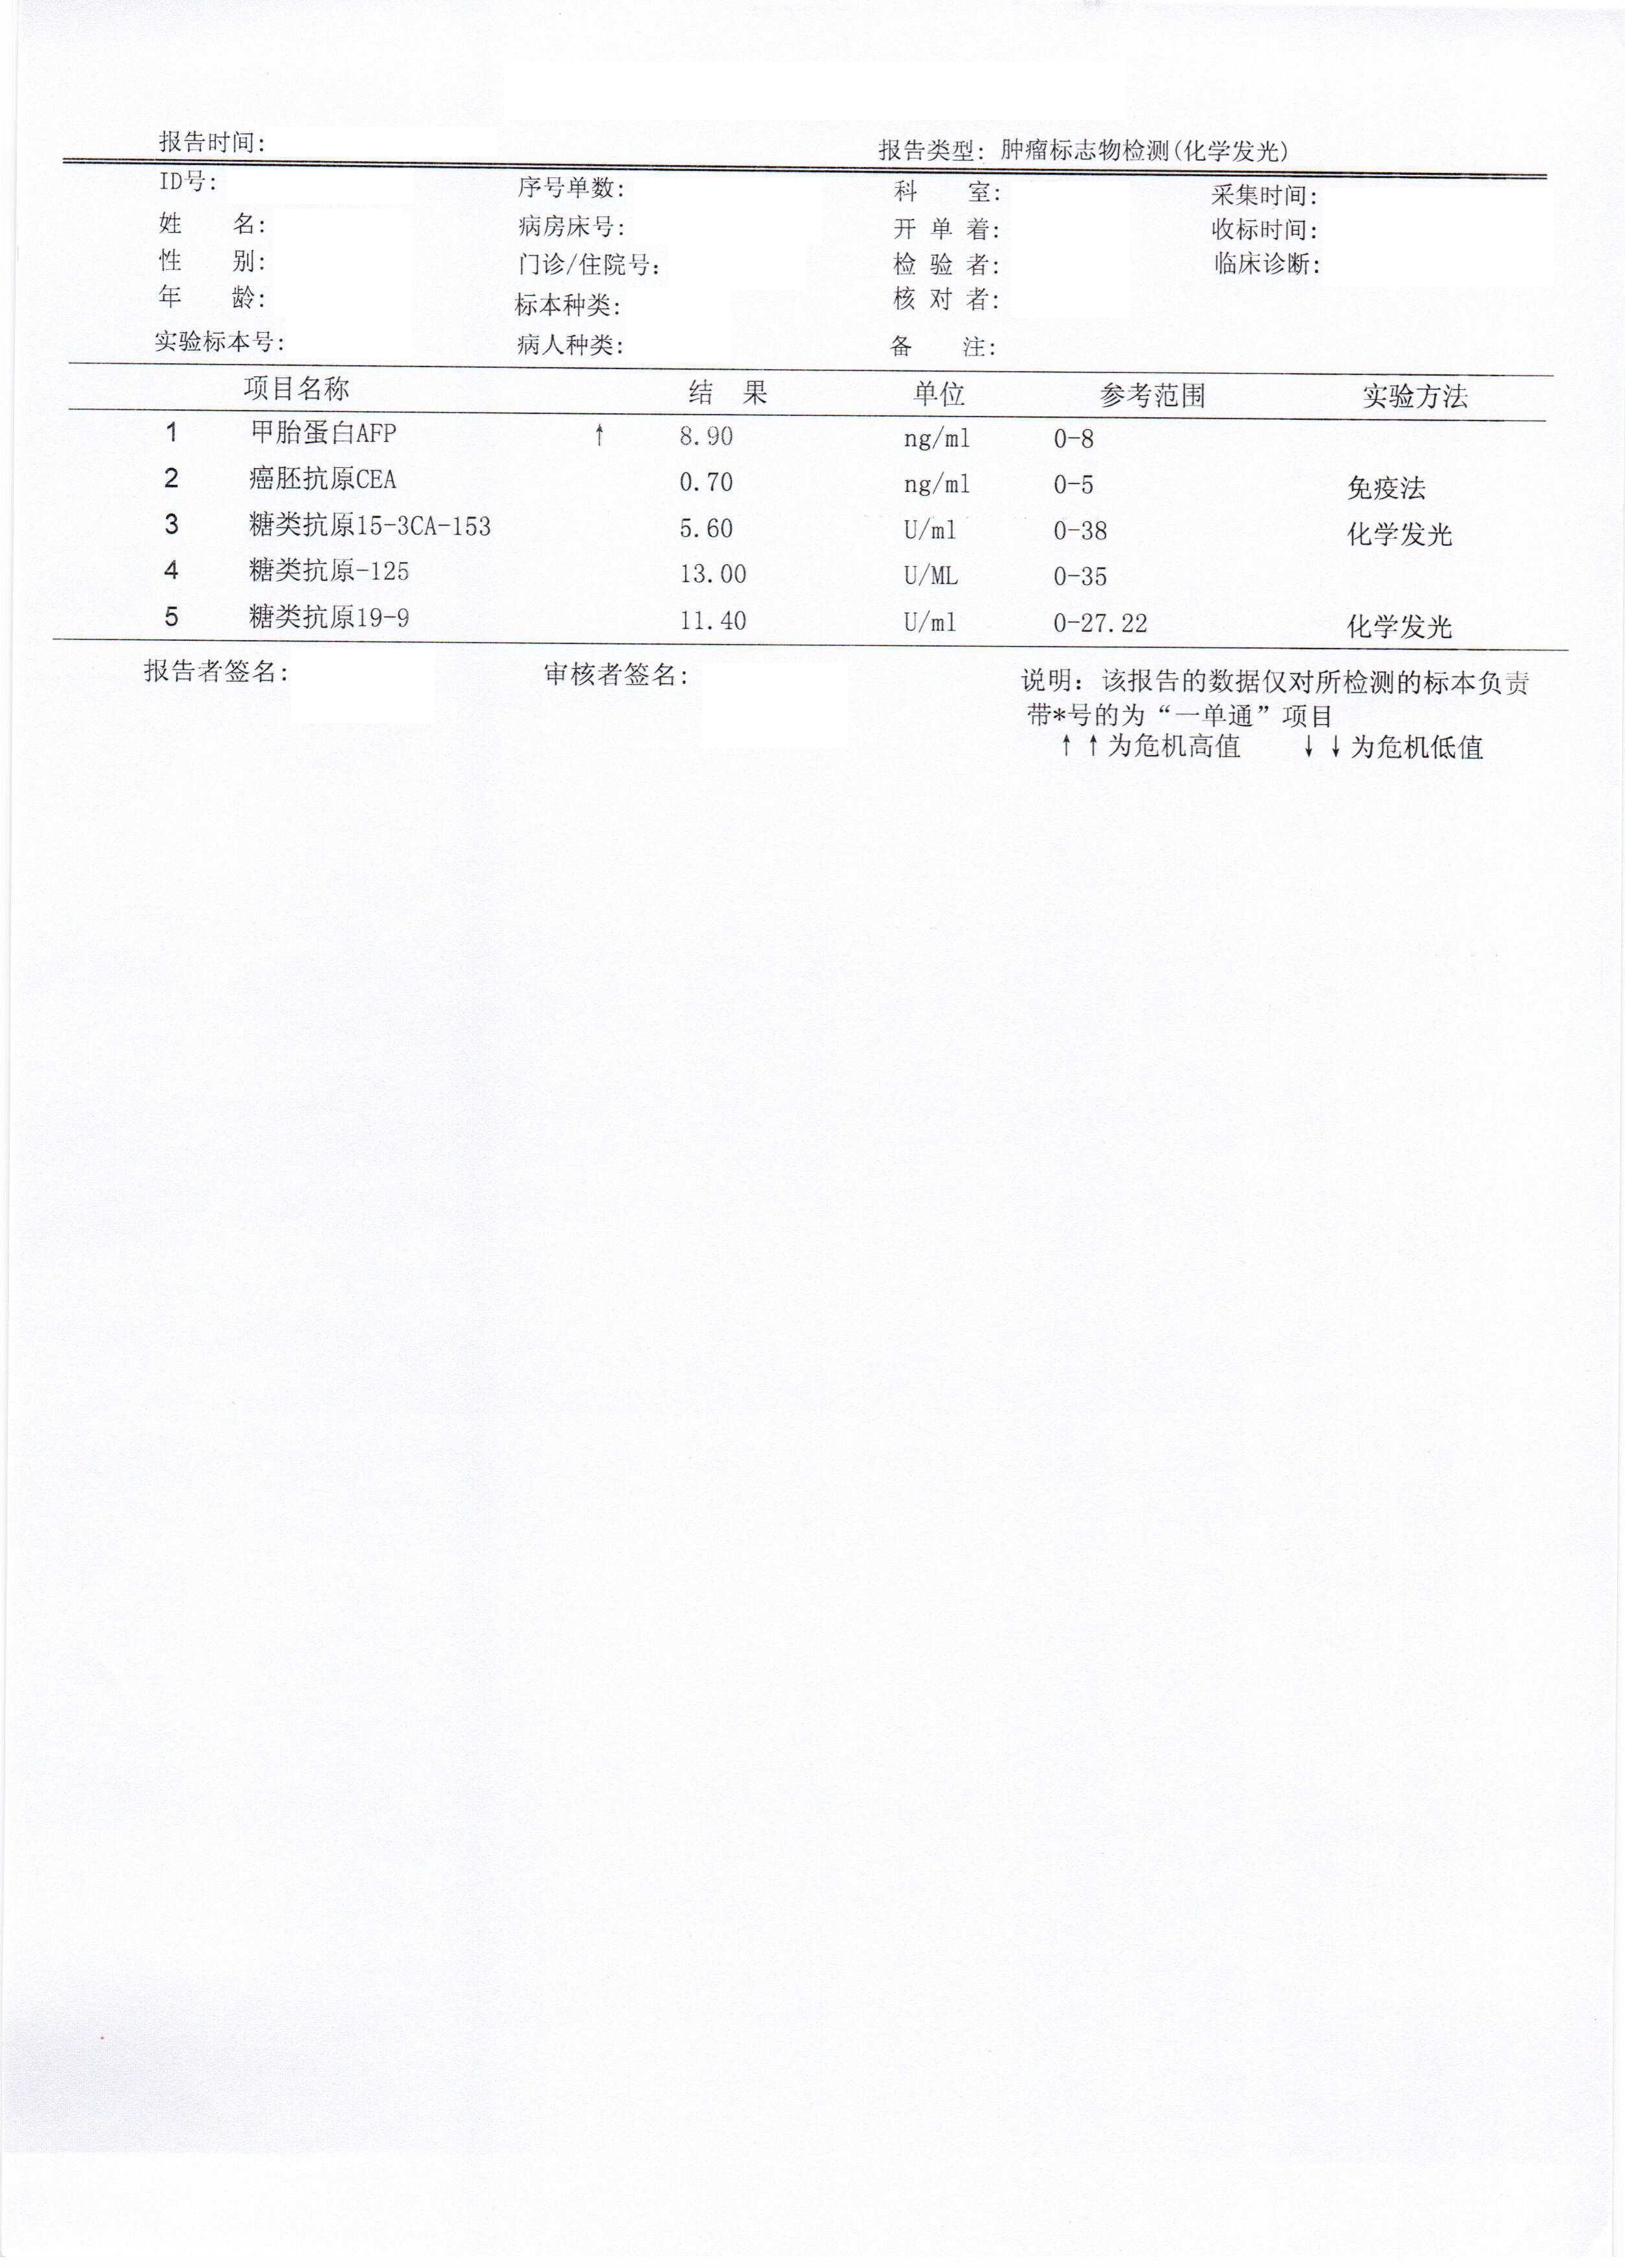 报告时间: 报告类型: 肿瘤标志物检测(化学发光)
ID号: 序号单数: 科 室: 采集时间:
姓 名: 病房床号: 开 单 着: 收标时间:
性 别: 门诊/住院号: 检 验 者: 临床诊断:
年 龄: 标本种类: 核 对 者:
实验标本号: 病人种类: 备 注:
项目名称 结 果 单位 参考范围 实验方法
1 甲胎蛋白AFP ↑ 8.90 ng/ml 0-8
2 癌胚抗原CEA 0.70 ng/ml 0-5 免疫法
3 糖类抗原15-3CA-153 5.60 U/ml 0-38 化学发光
4 糖类抗原-125 13.00 U/ML 0-35
5 糖类抗原19-9 11.40 U/ml 0-27.22 化学发光
报告者签名: 审核者签名: 说明: 该报告的数据仅对所检测的标本负责
带*号的为“一单通”项目
↑↑为危机高值 ↓↓为危机低值